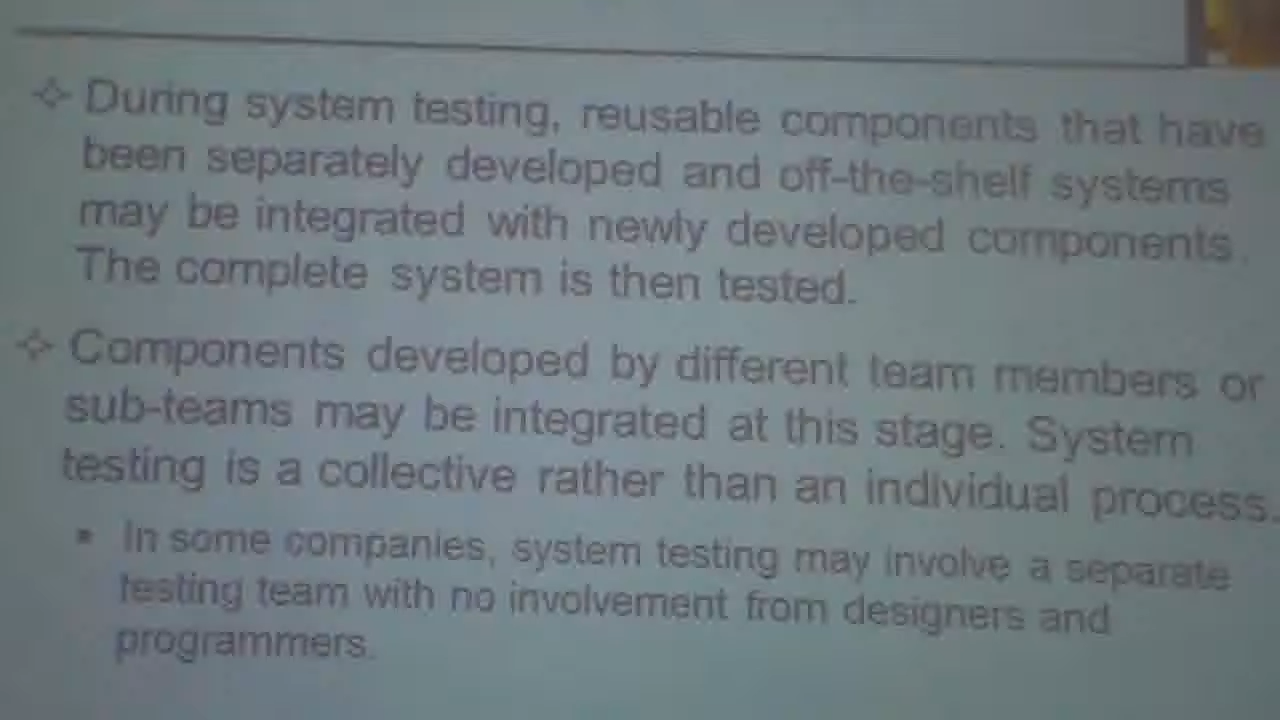 During system testing, reusable components that have
been separately developed and off-the-shelf systems
may be integrated with newly developed components.
The complete system is then tested.
Components developed by different team members or
sub-teams may be integrated at this stage. System
testing is a collective rather than an individual process.
In some companies, system testing may involve a separate
testing team with no involvement from designers and
programmers.